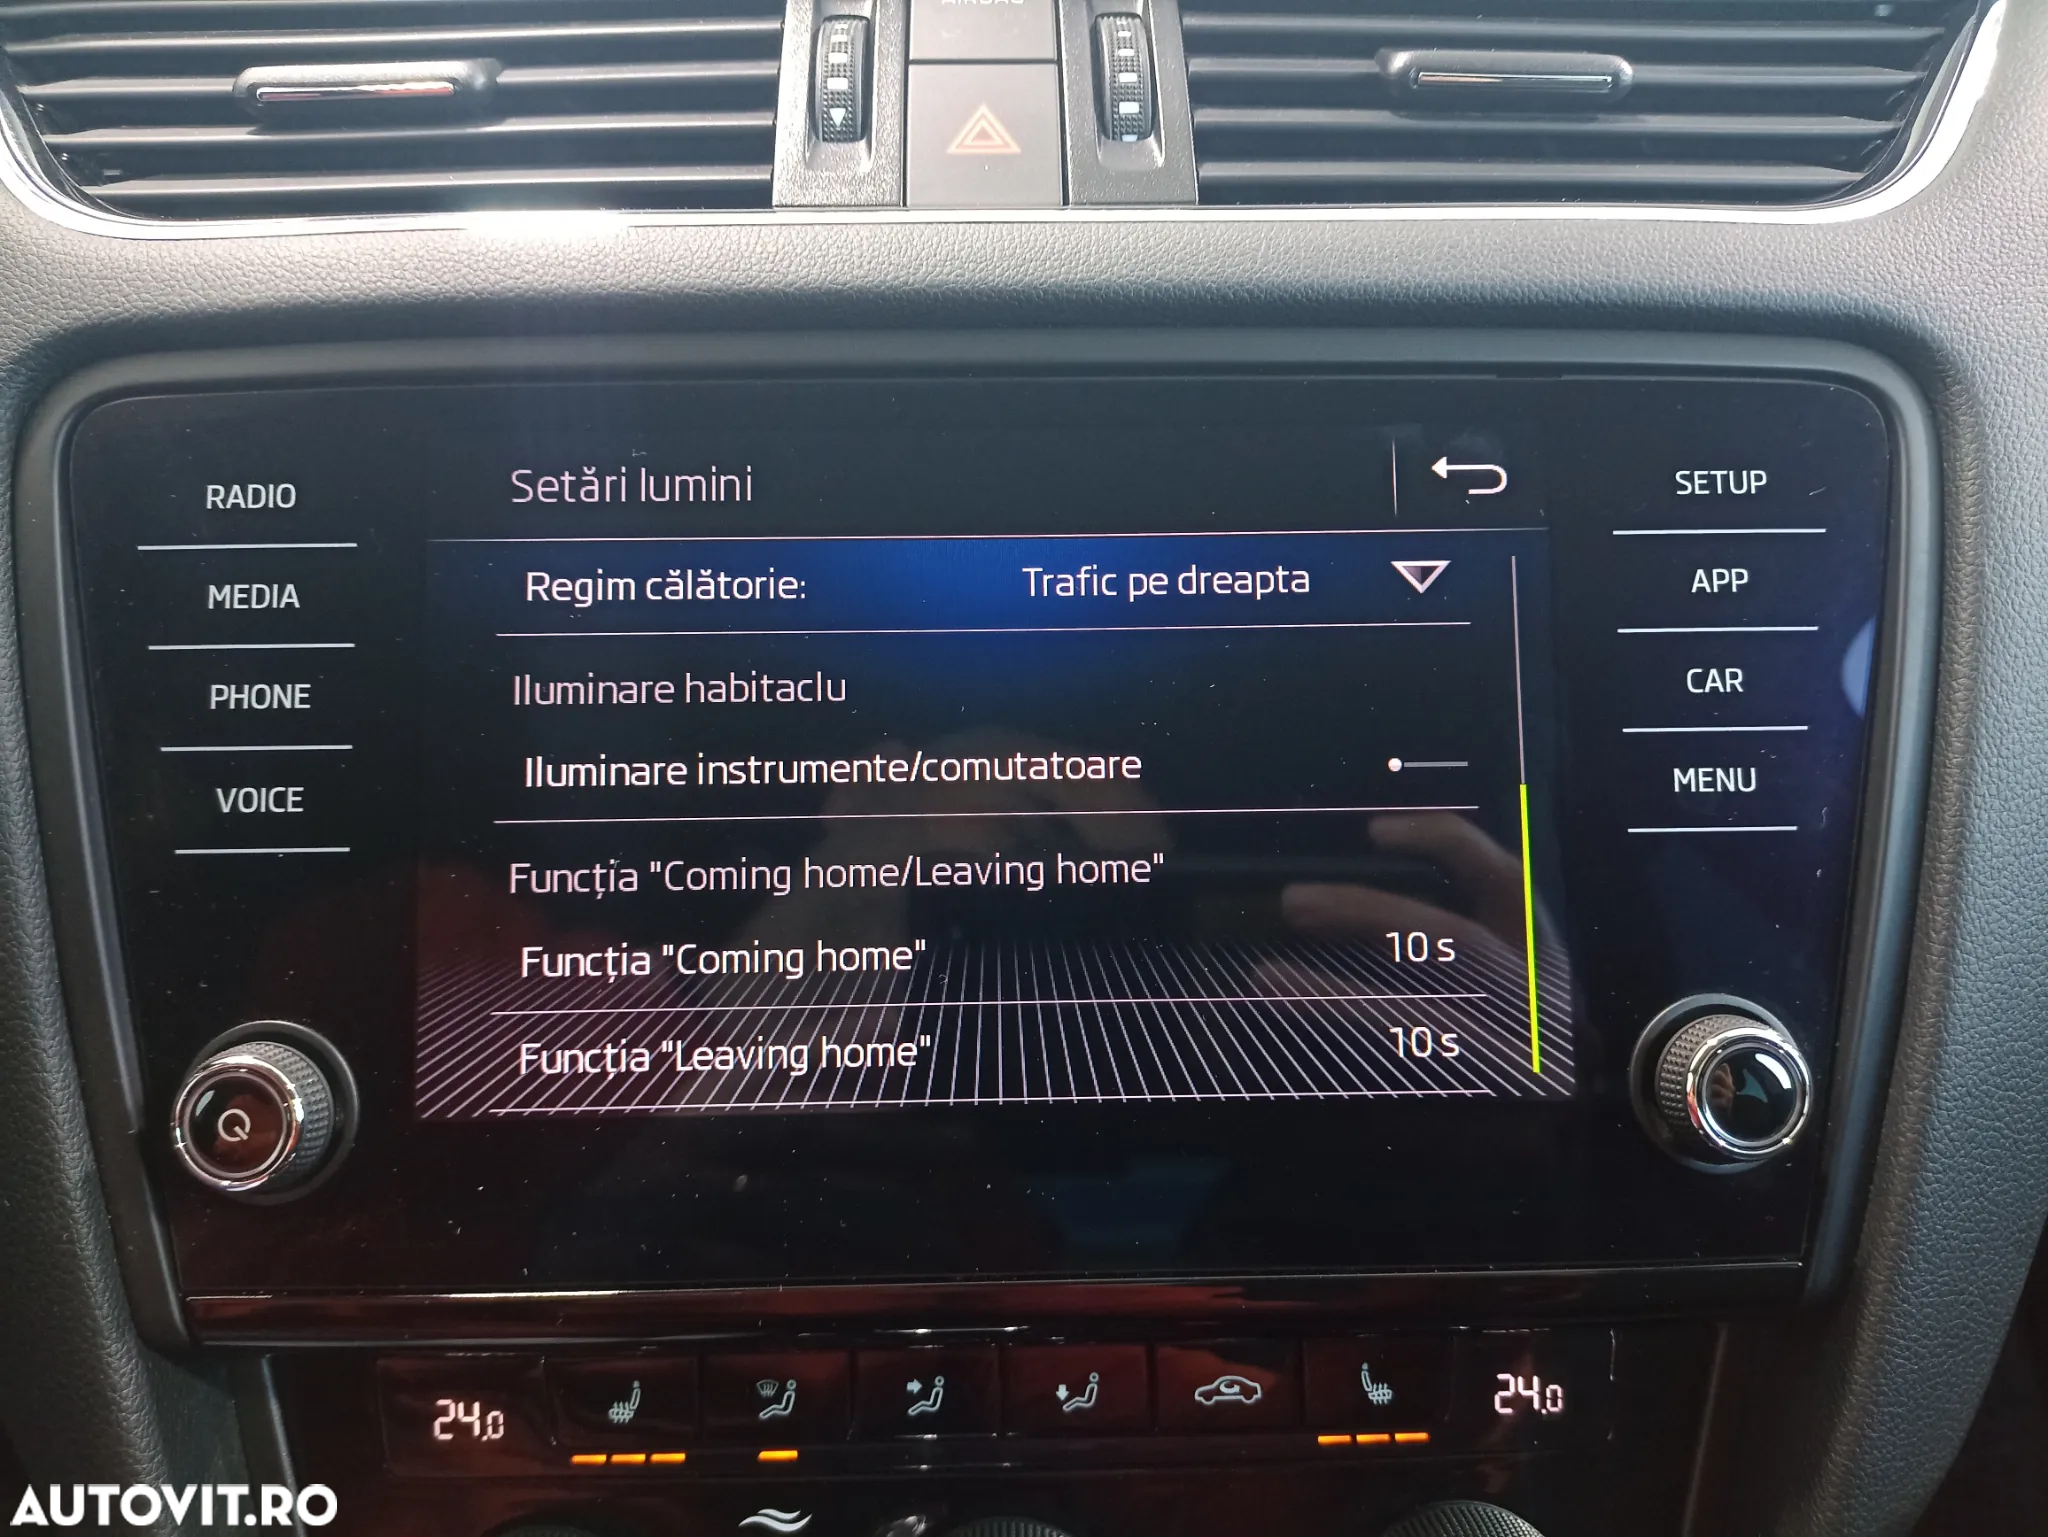 AIRBAG
RADIO
MEDIA
PHONE
VOICE
Setări lumini
Regim călătorie: Trafic pe dreapta
Iluminare habitaclu
Iluminare instrumente/comutatoare
Funcția "Coming home/Leaving home"
Funcția "Coming home" 10 s
Funcția "Leaving home" 10 s
SETUP
APP
CAR
MENU
24.0
24.0
AUTOVIT.RO